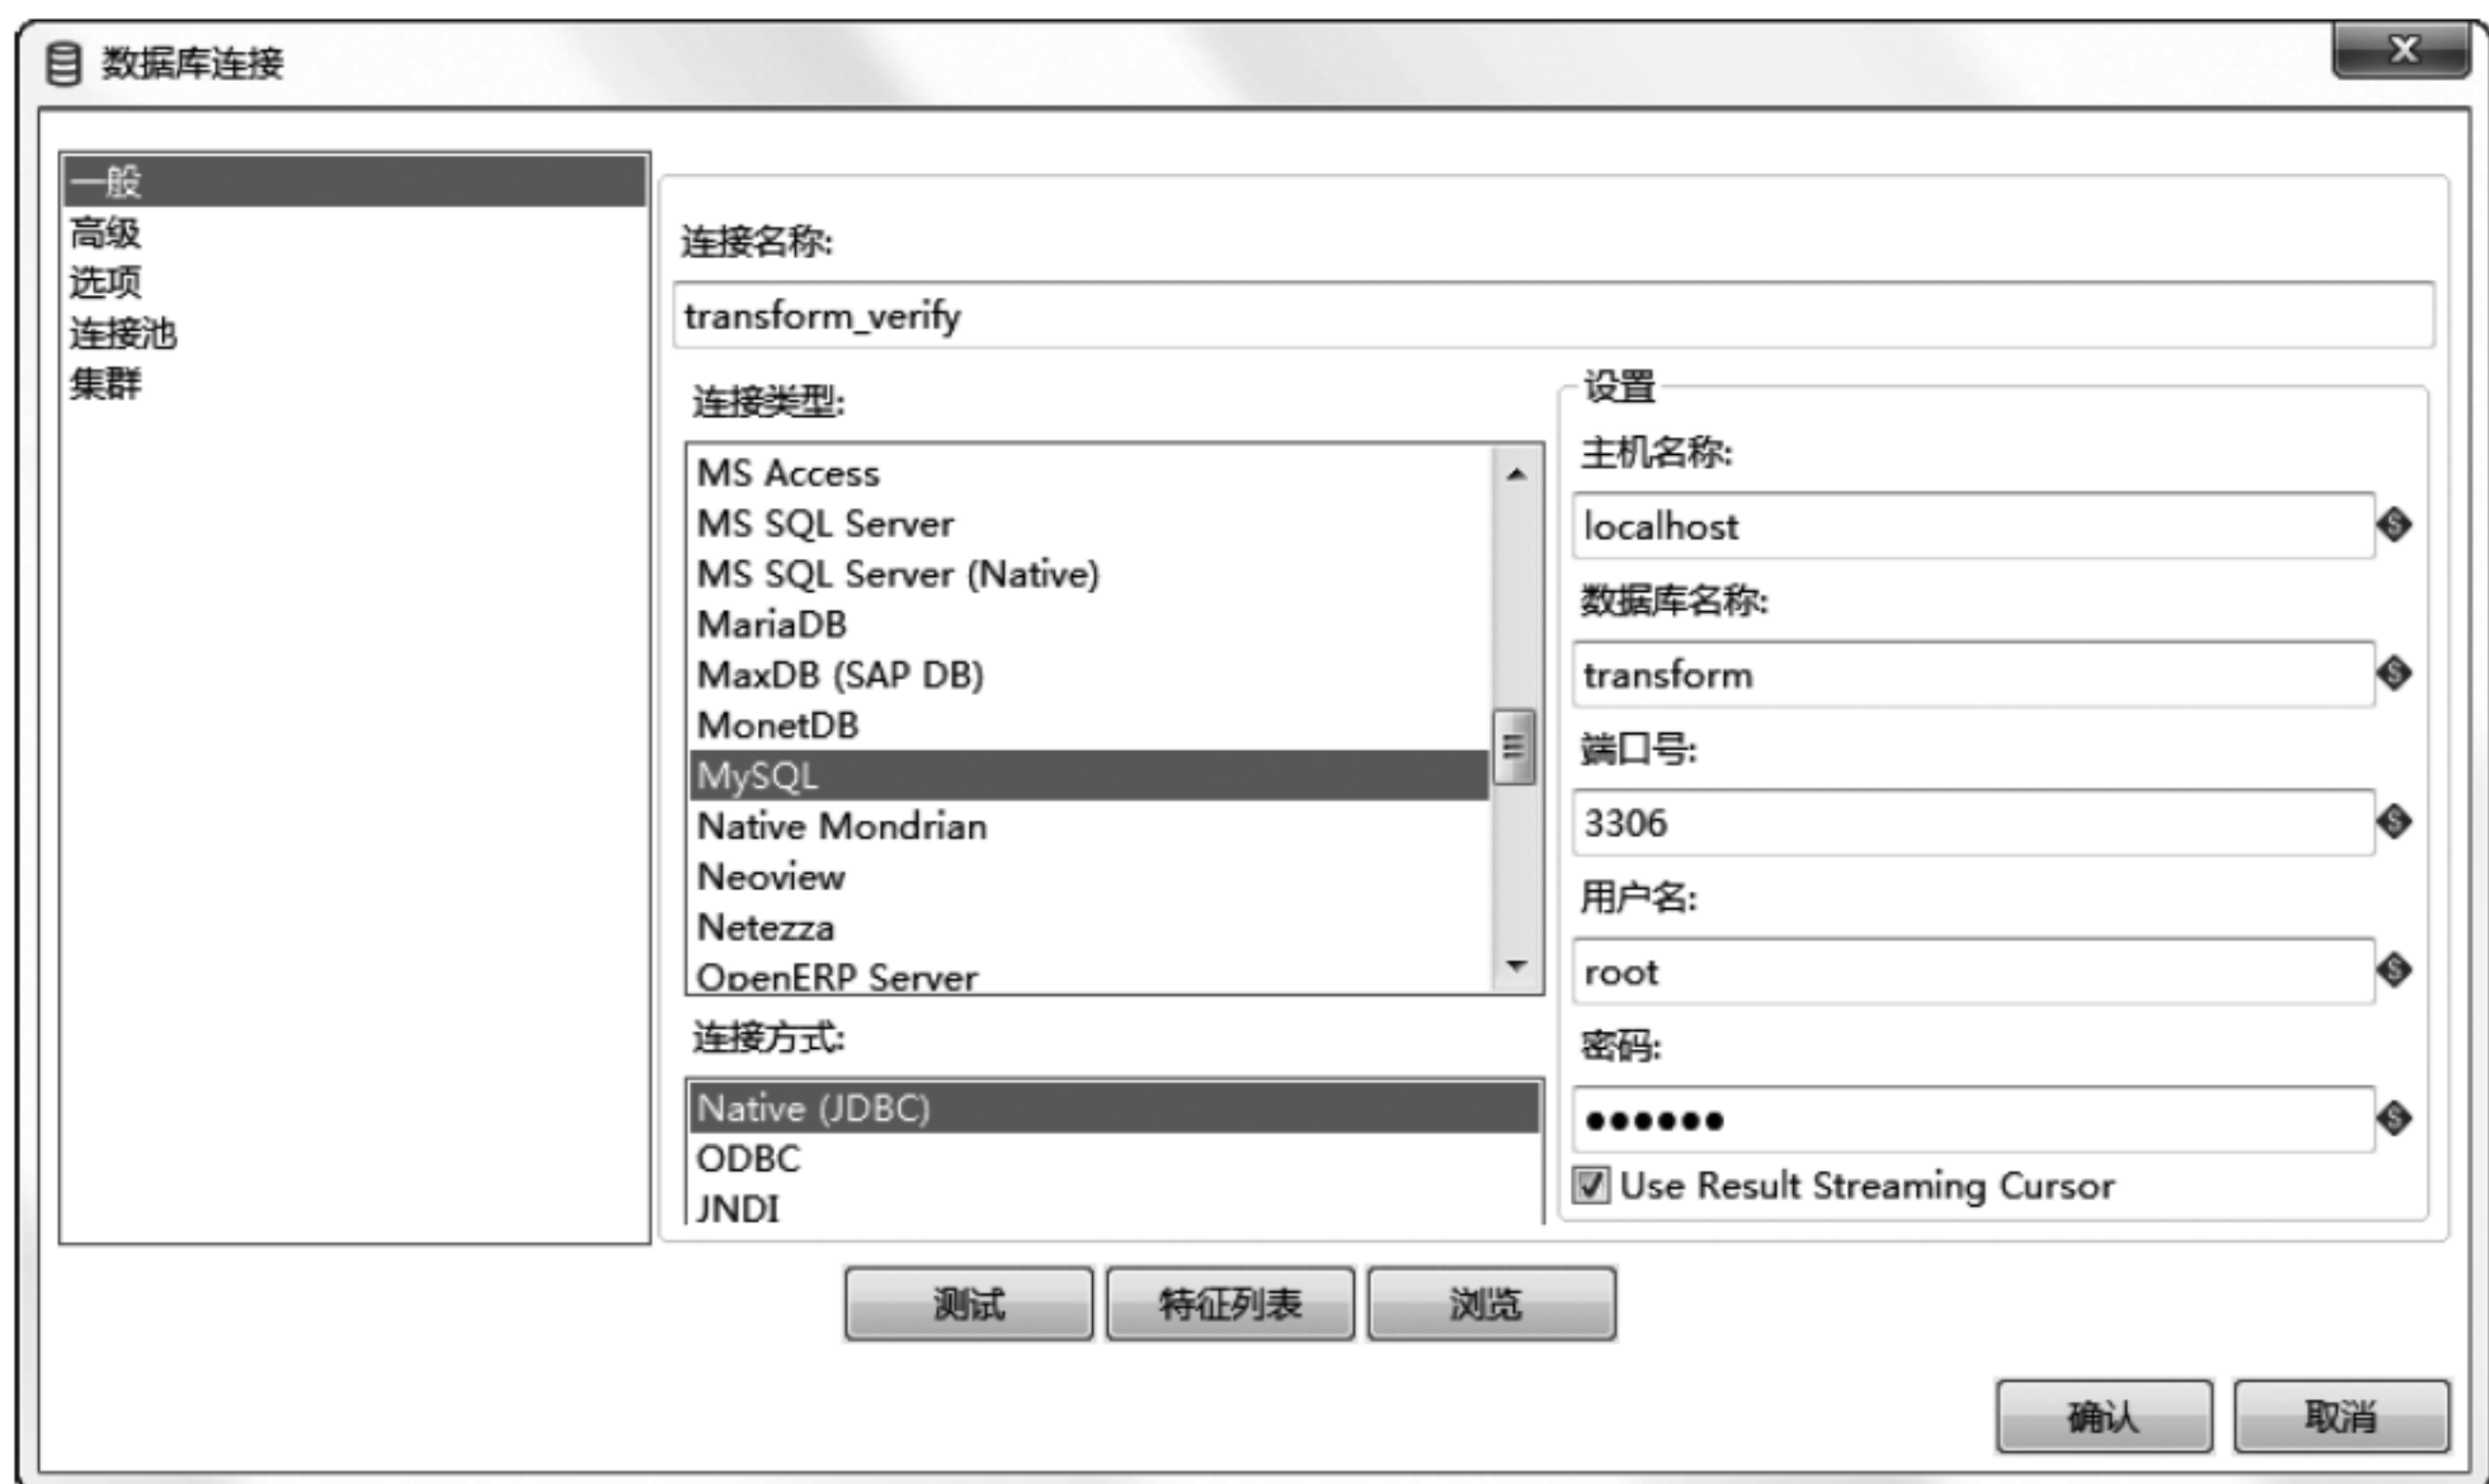 数据库连接
一般
高级
选项
连接池
集群
连接名称:
transform_verify
连接类型:
MS Access
MS SQL Server
MS SQL Server (Native)
MariaDB
MaxDB (SAP DB)
MonetDB
MySQL
Native Mondrian
Neoview
Netezza
OpenERP Server
连接方式:
Native (JDBC)
ODBC
JNDI
设置
主机名称:
localhost
数据库名称:
transform
端口号:
3306
用户名:
root
密码:
●●●●●●
Use Result Streaming Cursor
测试
特征列表
浏览
确认
取消